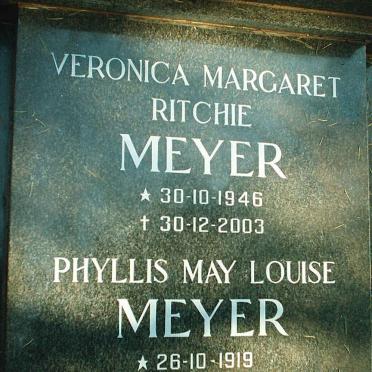 VERONICA MARGARET
RITCHIE
MEYER
★ 30-10-1946
† 30-12-2003
PHYLLIS MAY LOUISE
MEYER
★ 26-10-1919